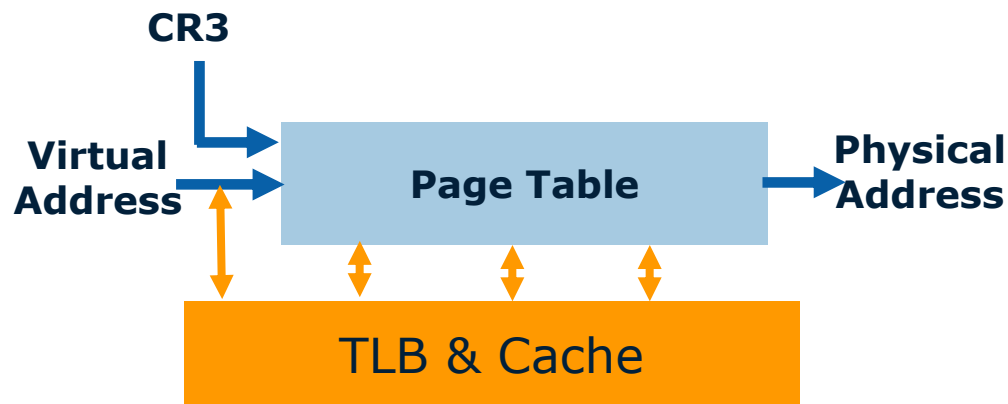 CR3
Virtual
Address
Page Table
Physical
Address
TLB & Cache